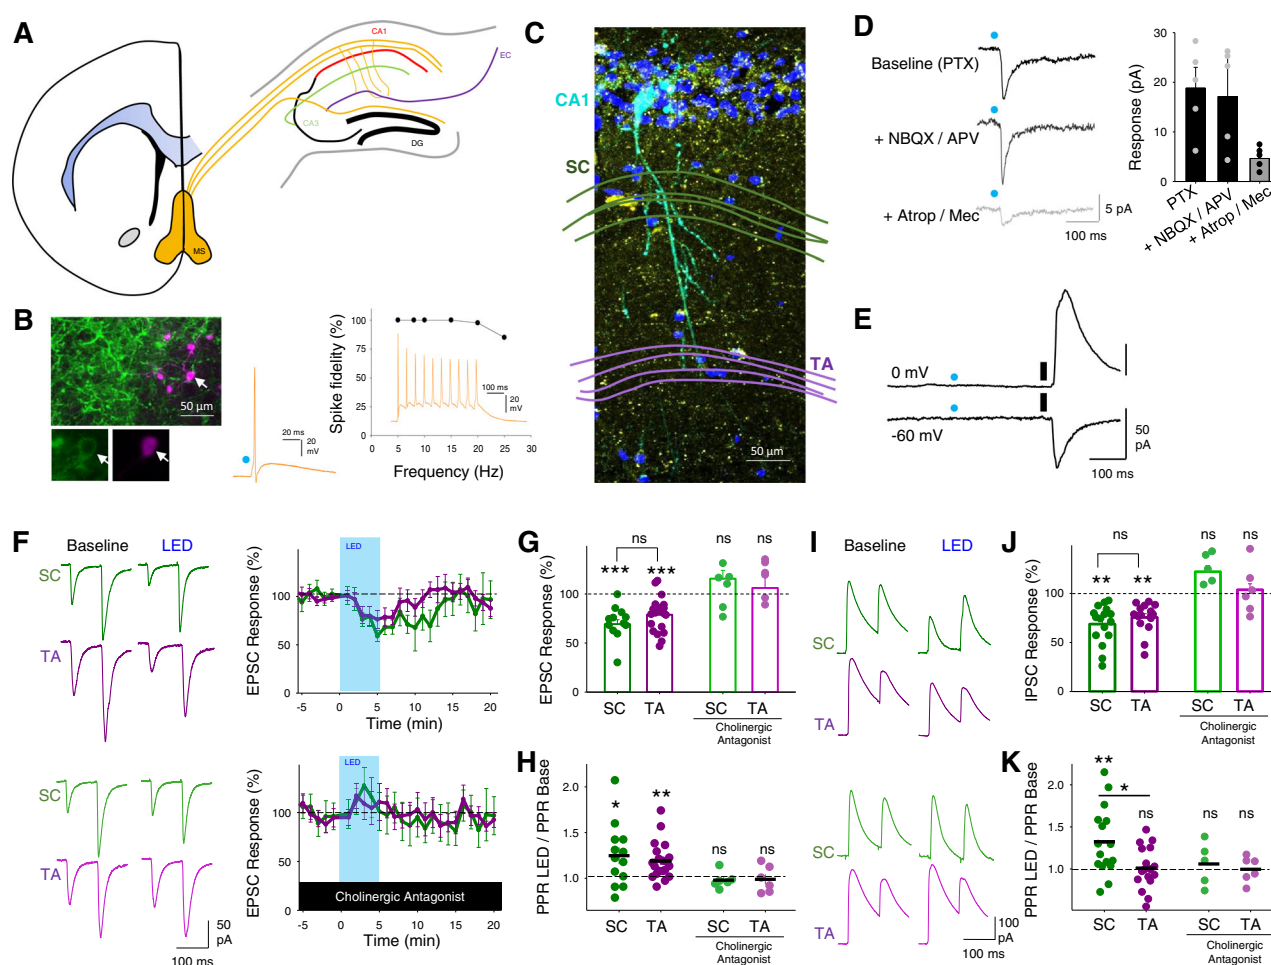 A
CA1
EC
CA3
DG
MS
B
50 µm
20 ms
20
mV
Spike fidelity (%)
100
75
50
25
0
100 ms
20
mV
0 5 10 15 20 25 30
Frequency (Hz)
C
CA1
SC
TA
50 µm
D
Baseline (PTX)
+ NBQX / APV
+ Atrop / Mec
5 pA
100 ms
Response (pA)
30
20
10
0
PTX
+ NBQX / APV
+ Atrop / Mec
E
0 mV
-60 mV
50
pA
100 ms
F
Baseline LED
SC
TA
SC
TA
50
pA
100 ms
EPSC Response (%)
LED
100
50
0
-5 0 5 10 15 20
Time (min)
EPSC Response (%)
LED
100
50
0
Cholinergic Antagonist
-5 0 5 10 15 20
Time (min)
G
EPSC Response (%)
ns
*** ***
ns ns
100
50
0
SC TA SC TA
Cholinergic
Antagonist
H
PPR LED / PPR Base
2.0
1.5
1.0
* **
ns ns
SC TA SC TA
Cholinergic
Antagonist
I
Baseline LED
SC
TA
SC
TA
100
pA
100 ms
J
IPSC Response (%)
ns
** **
ns ns
100
50
0
SC TA SC TA
Cholinergic
Antagonist
K
PPR LED / PPR Base
2.0
1.5
1.0
**
*
ns ns ns
SC TA SC TA
Cholinergic
Antagonist